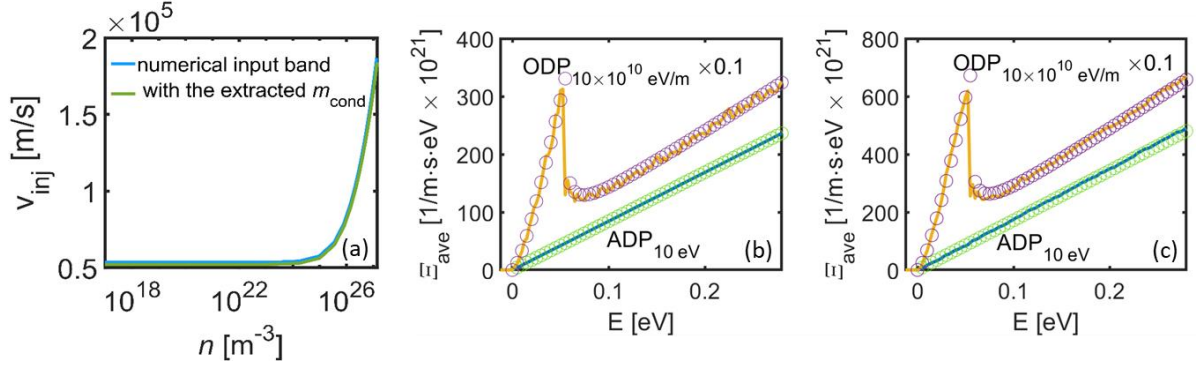 ×10⁵
2
1.5
1
0.5
v_inj [m/s]
numerical input band
with the extracted m_cond
(a)
10¹⁸ 10²² 10²⁶
n [m⁻³]
400
300
200
100
0
Ξ_ave [1/m·s·eV × 10²¹]
ODP_10×10¹⁰ eV/m ×0.1
ADP_10 eV
(b)
0 0.1 0.2
E [eV]
800
600
400
200
0
Ξ_ave [1/m·s·eV × 10²¹]
ODP_10×10¹⁰ eV/m ×0.1
ADP_10 eV
(c)
0 0.1 0.2
E [eV]